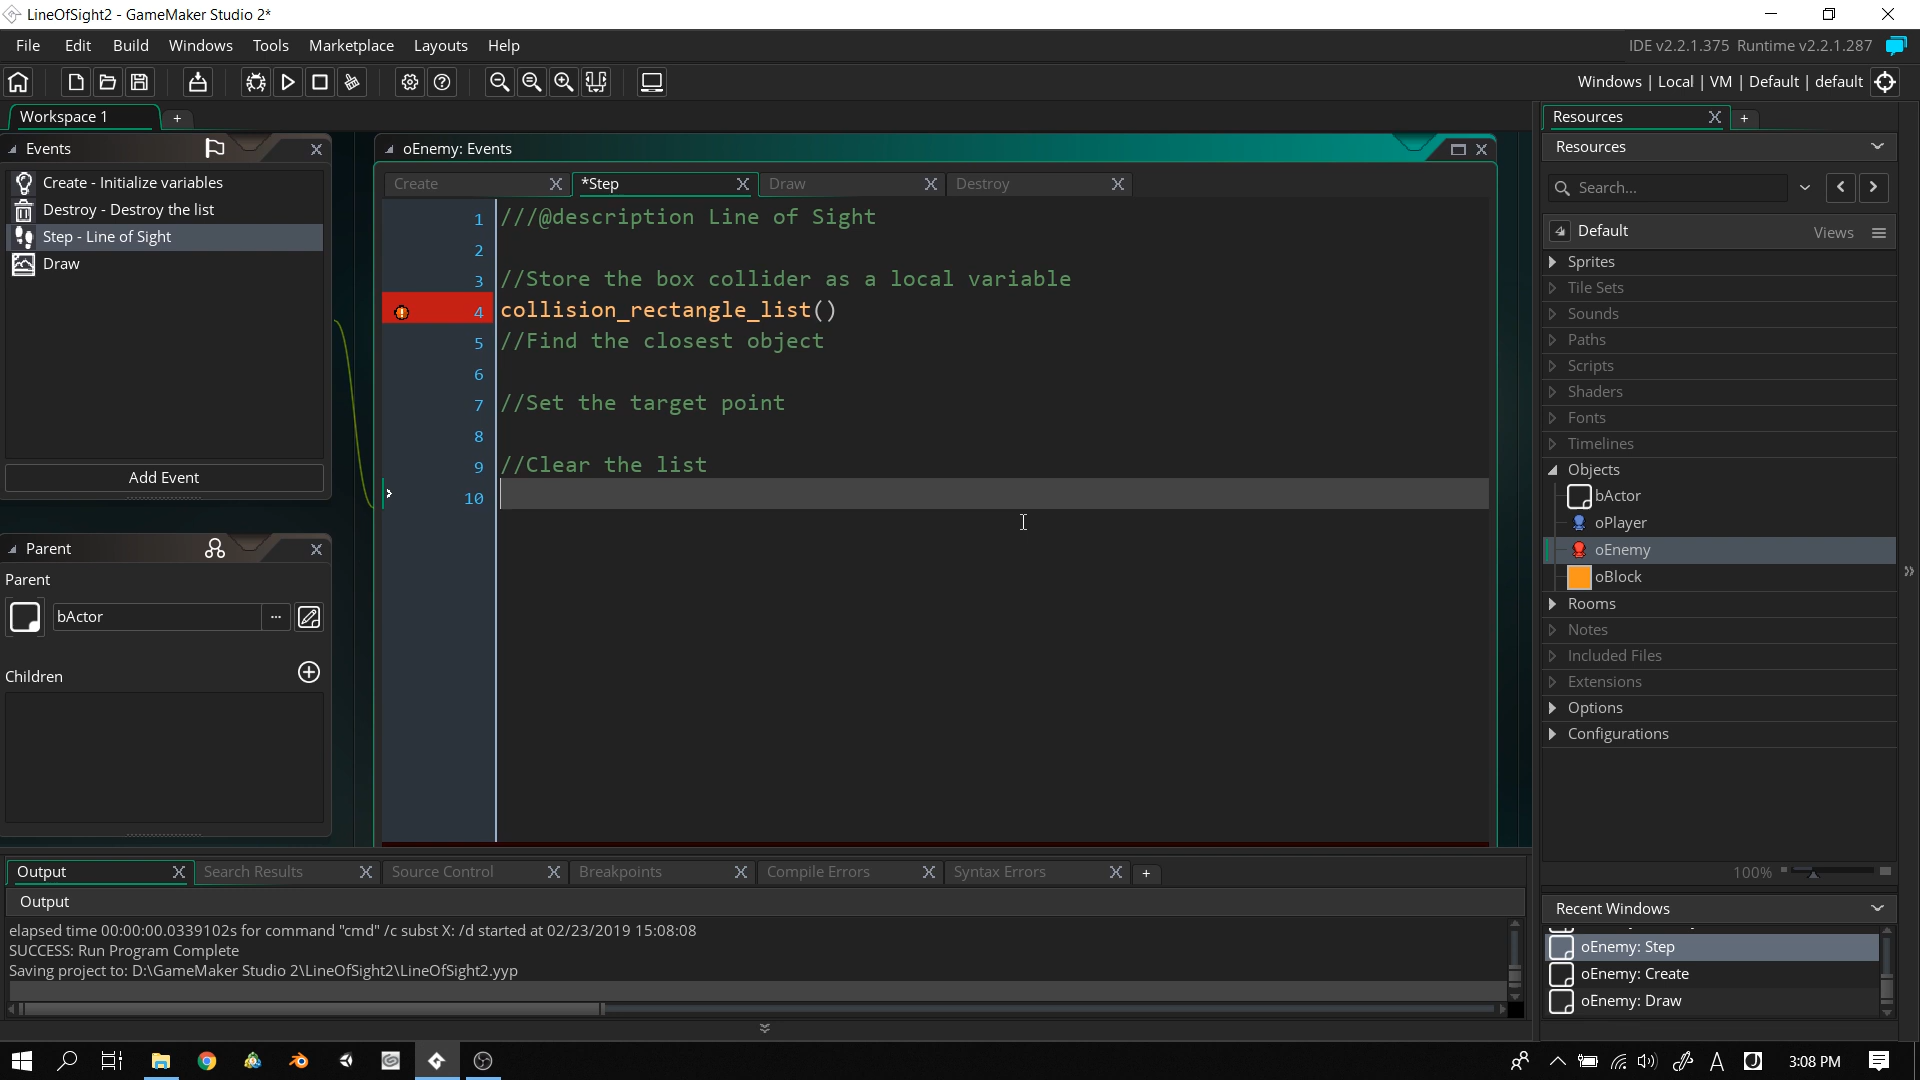 LineOfSight2 - GameMaker Studio 2*
File Edit Build Windows Tools Marketplace Layouts Help
IDE v2.2.1.375 Runtime v2.2.1.287
Windows | Local | VM | Default | default
Workspace 1
Events
Create - Initialize variables
Destroy - Destroy the list
Step - Line of Sight
Draw
Add Event
Parent
Parent
bActor
...
Children
oEnemy: Events
Create *Step Draw Destroy
1 ///@description Line of Sight
2
3 //Store the box collider as a local variable
4 collision_rectangle_list()
5 //Find the closest object
6
7 //Set the target point
8
9 //Clear the list
10
Resources
Resources
Search...
Default Views
Sprites
Tile Sets
Sounds
Paths
Scripts
Shaders
Fonts
Timelines
Objects
bActor
oPlayer
oEnemy
oBlock
Rooms
Notes
Included Files
Extensions
Options
Configurations
100%
Recent Windows
oEnemy: Step
oEnemy: Create
oEnemy: Draw
Output Search Results Source Control Breakpoints Compile Errors Syntax Errors
Output
elapsed time 00:00:00.0339102s for command "cmd" /c subst X: /d started at 02/23/2019 15:08:08
SUCCESS: Run Program Complete
Saving project to: D:\GameMaker Studio 2\LineOfSight2\LineOfSight2.yyp
3:08 PM